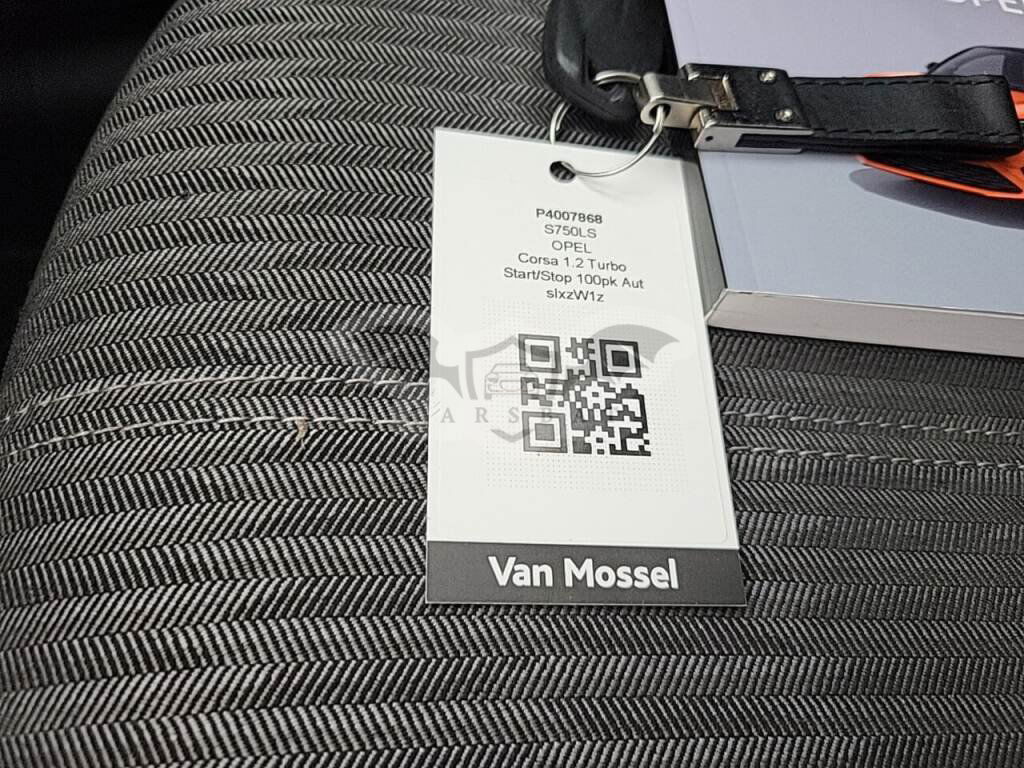 P4007868
S750LS
OPEL
Corsa 1.2 Turbo
Start/Stop 100pk Aut
slxzW1z
Van Mossel